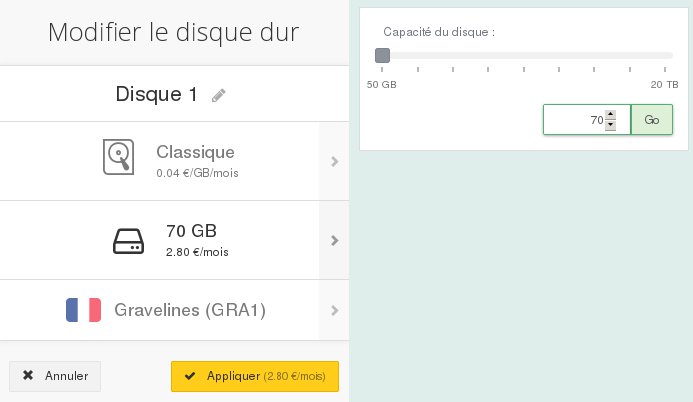 Modifier le disque dur
Disque 1
Classique
0.04 €/GB/mois
70 GB
2.80 €/mois
Gravelines (GRA1)
Annuler
Appliquer (2.80 €/mois)
Capacité du disque :
50 GB
20 TB
70
Go